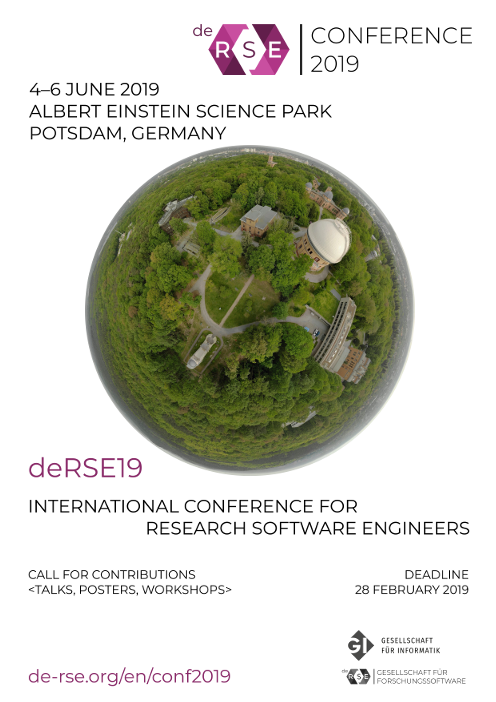 de
RSE
CONFERENCE
2019
4–6 JUNE 2019
ALBERT EINSTEIN SCIENCE PARK
POTSDAM, GERMANY
deRSE19
INTERNATIONAL CONFERENCE FOR
RESEARCH SOFTWARE ENGINEERS
CALL FOR CONTRIBUTIONS
<TALKS, POSTERS, WORKSHOPS>
DEADLINE
28 FEBRUARY 2019
GI
GESELLSCHAFT
FÜR INFORMATIK
de-rse.org/en/conf2019
de
RSE
GESELLSCHAFT FÜR
FORSCHUNGSSOFTWARE